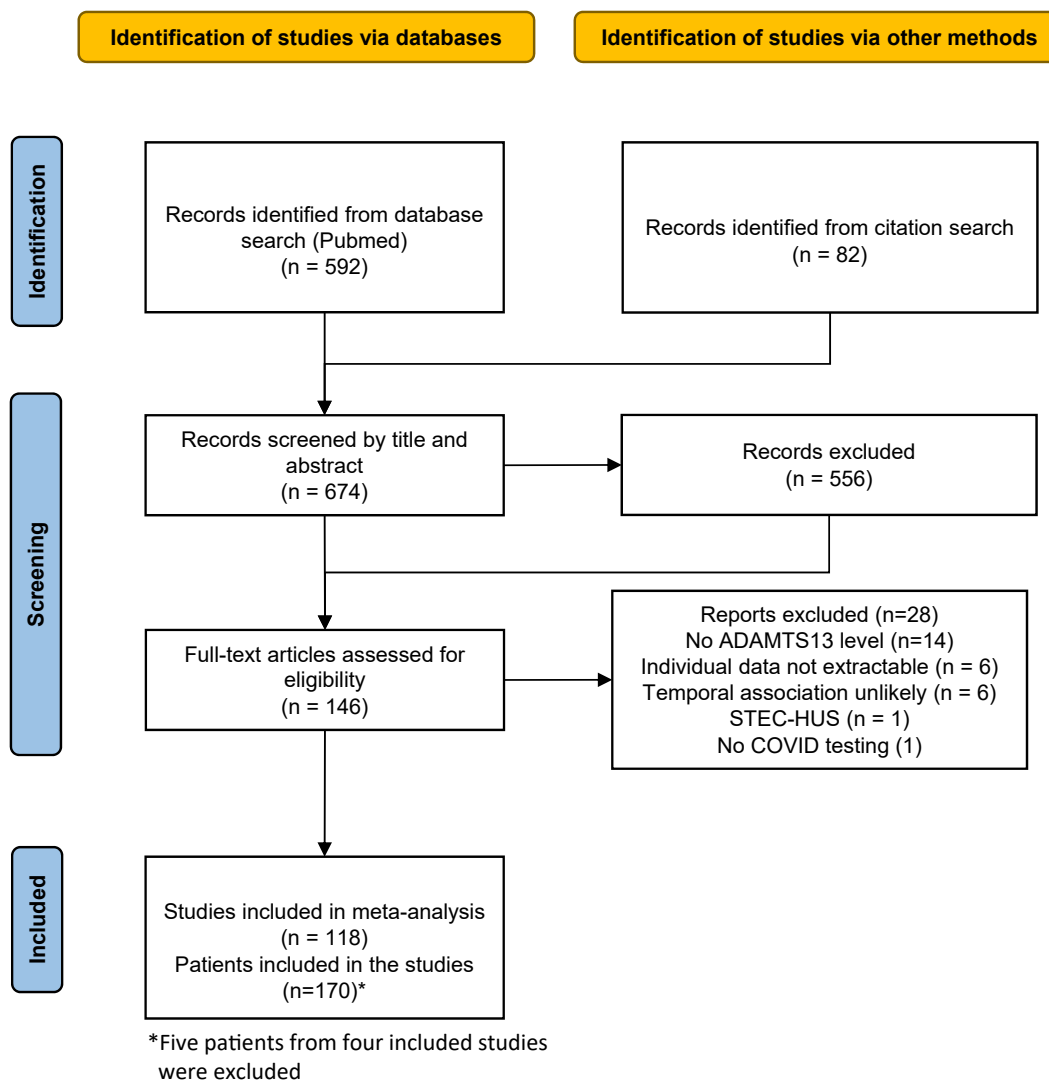 Identification of studies via databases
Identification of studies via other methods
Identification
Records identified from database
search (Pubmed)
(n = 592)
Records identified from citation search
(n = 82)
Screening
Records screened by title and
abstract
(n = 674)
Records excluded
(n = 556)
Full-text articles assessed for
eligibility
(n = 146)
Reports excluded (n=28)
No ADAMTS13 level (n=14)
Individual data not extractable (n = 6)
Temporal association unlikely (n = 6)
STEC-HUS (n = 1)
No COVID testing (1)
Included
Studies included in meta-analysis
(n = 118)
Patients included in the studies
(n=170)*
*Five patients from four included studies
were excluded